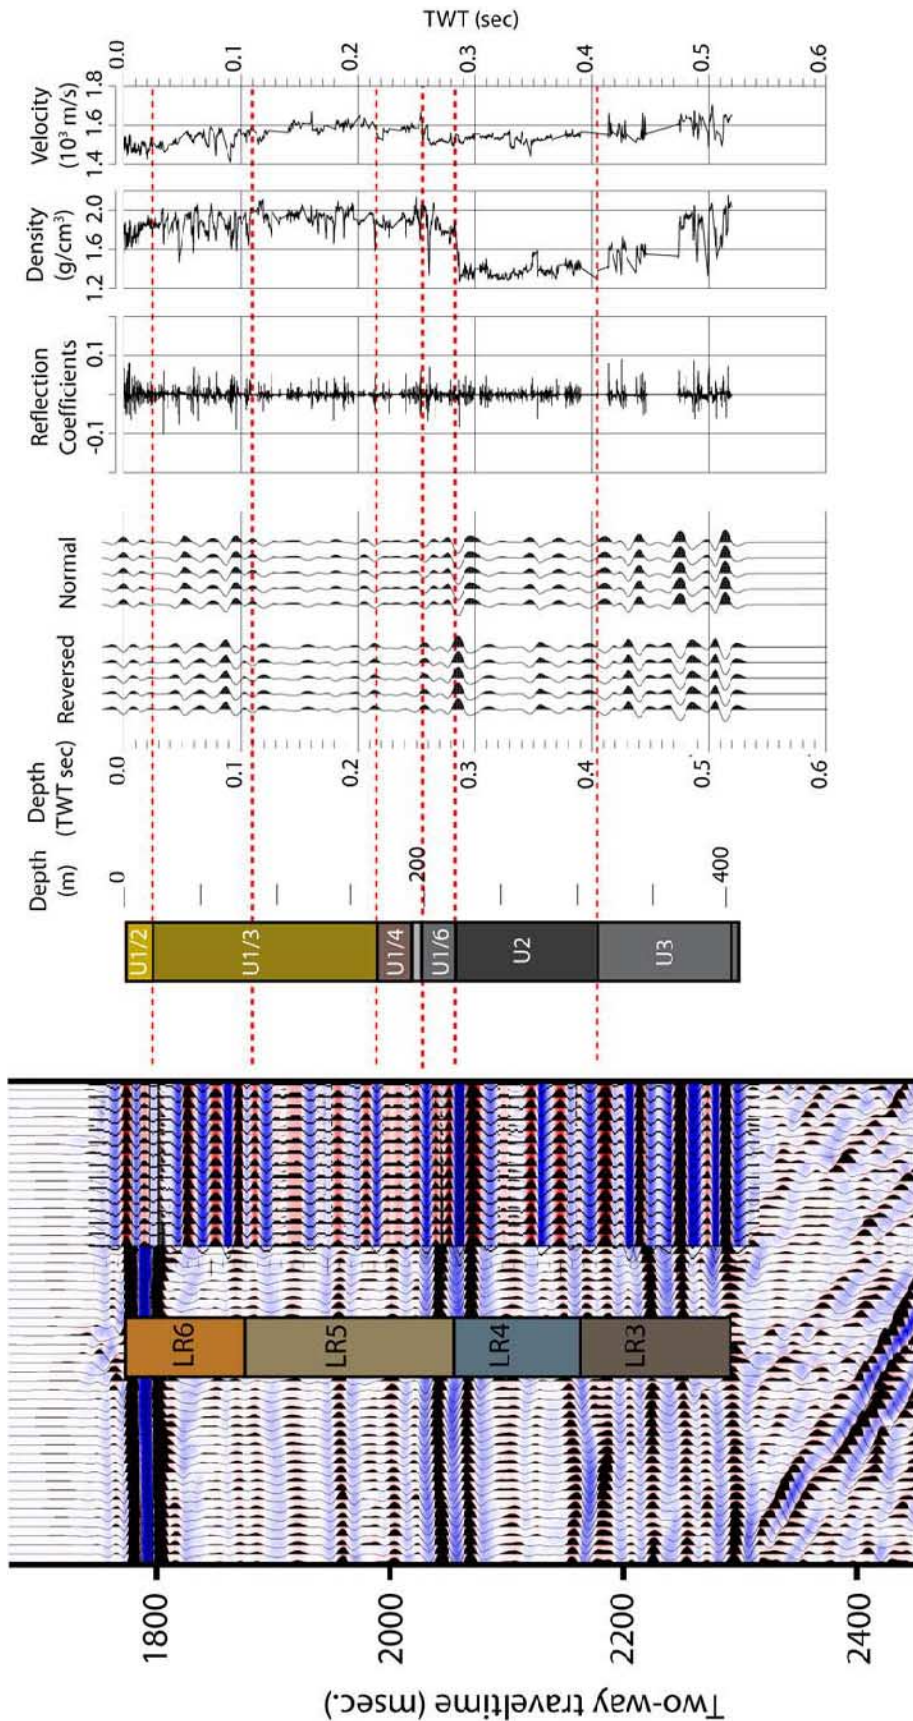 Two-way traveltime (msec.)
1800
2000
2200
2400
LR6
LR5
LR4
LR3
U1/2
U1/3
U1/4
U1/6
U2
U3
Depth
(m)
0
200
400
Depth
(TWT sec)
0.0
0.1
0.2
0.3
0.4
0.5
0.6
Reversed
Normal
Reflection
Coefficients
-0.1
0.1
Density
(g/cm³)
1.2
1.6
2.0
Velocity
(10³ m/s)
1.4
1.6
1.8
0.0
0.1
0.2
0.3
0.4
0.5
0.6
TWT (sec)